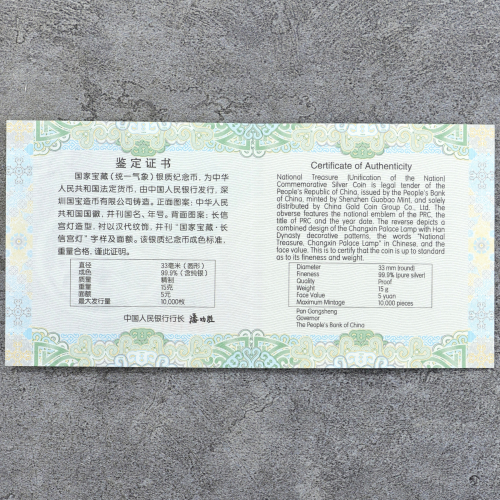 鉴定证书
国家宝藏(统一气象)银质纪念币,为中华
人民共和国法定货币,由中国人民银行发行,深
圳国宝造币有限公司铸造。正面图案:中华人民
共和国国徽,并刊国名、年号。背面图案:长信
宫灯造型,衬以汉代纹饰,并刊“国家宝藏·长
信宫灯”字样及面额。该银质纪念币成色标准,
重量合格,谨此证明。
直径 33毫米(圆形)
成色 99.9%(含纯银)
质量 精制
重量 15克
面额 5元
最大发行量 10,000枚
中国人民银行行长 潘功胜
Certificate of Authenticity
National Treasure (Unification of the Nation)
Commemorative Silver Coin is legal tender of the
People's Republic of China, issued by the People's Bank
of China, minted by Shenzhen Guobao Mint, and solely
distributed by China Gold Coin Group Co., Ltd. The
obverse features the national emblem of the PRC, the
title of PRC and the year date. The reverse depicts a
combined design of the Changxin Palace Lamp with Han
Dynasty decorative patterns, the words "National
Treasure, Changxin Palace Lamp" in Chinese, and the
face value. This is to certify that the coin is up to standard
as to its fineness and weight.
Diameter 33 mm (round)
Fineness 99.9% (pure silver)
Quality Proof
Weight 15 g
Face Value 5 yuan
Maximum Mintage 10,000 pieces
Pan Gongsheng
Governor
The People's Bank of China